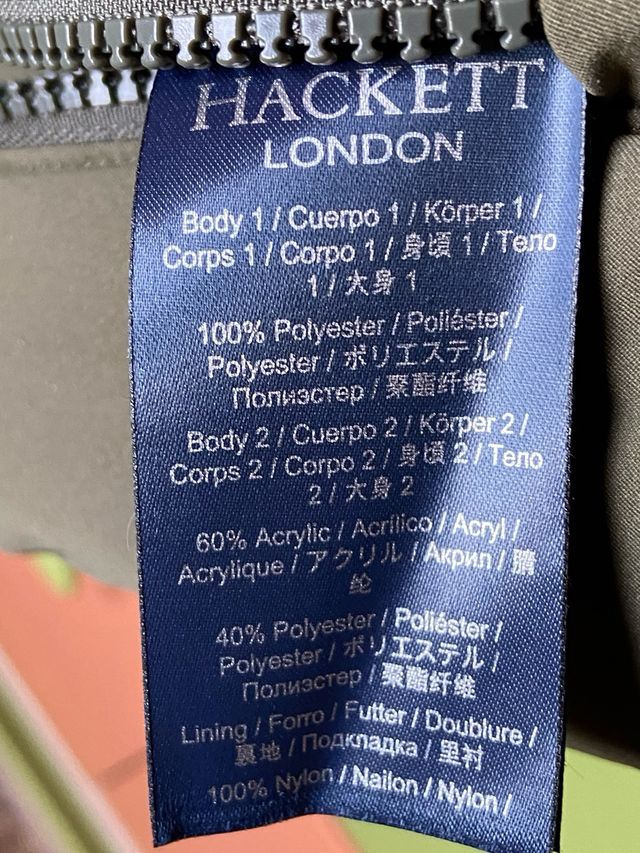 HACKETT
LONDON
Body 1 / Cuerpo 1 / Körper 1 /
Corps 1 / Corpo 1 / 身頃 1 / Тело
1 / 大身 1
100% Polyester / Poliéster /
Polyester / ポリエステル /
Полиэстер / 聚酯纤维
Body 2 / Cuerpo 2 / Körper 2 /
Corps 2 / Corpo 2 / 身頃 2 / Тело
2 / 大身 2
60% Acrylic / Acrílico / Acryl /
Acrylique / アクリル / Акрил / 腈
纶
40% Polyester / Poliéster /
Polyester / ポリエステル /
Полиэстер / 聚酯纤维
Lining / Forro / Futter / Doublure /
裏地 / Подкладка / 里衬
100% Nylon / Nailon / Nylon /